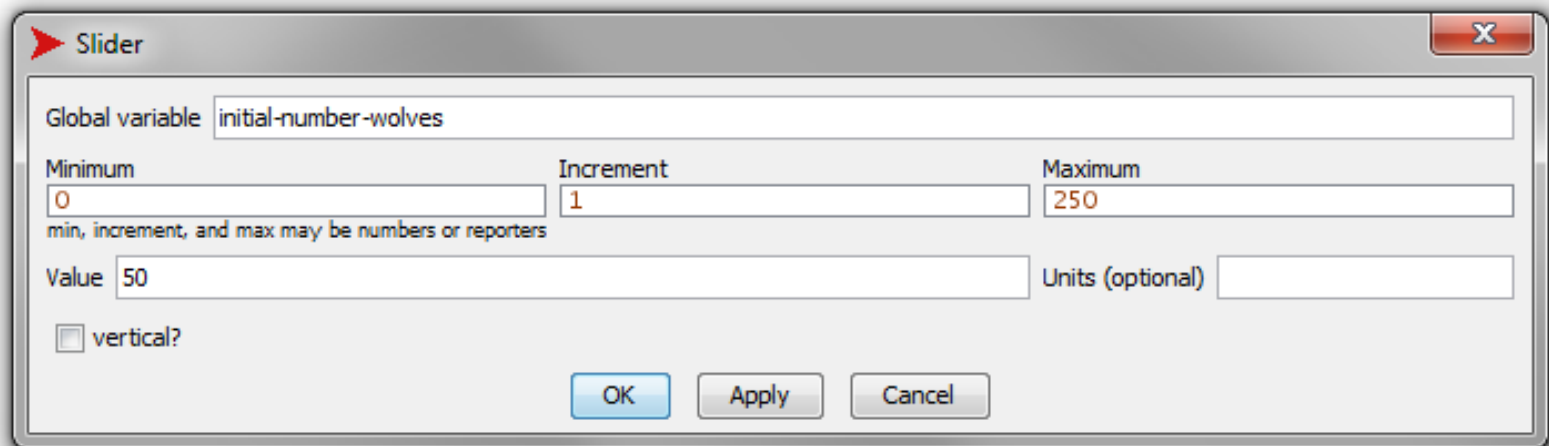 Slider
Global variable initial-number-wolves
Minimum Increment Maximum
0 1 250
min, increment, and max may be numbers or reporters
Value 50 Units (optional)
vertical?
OK Apply Cancel